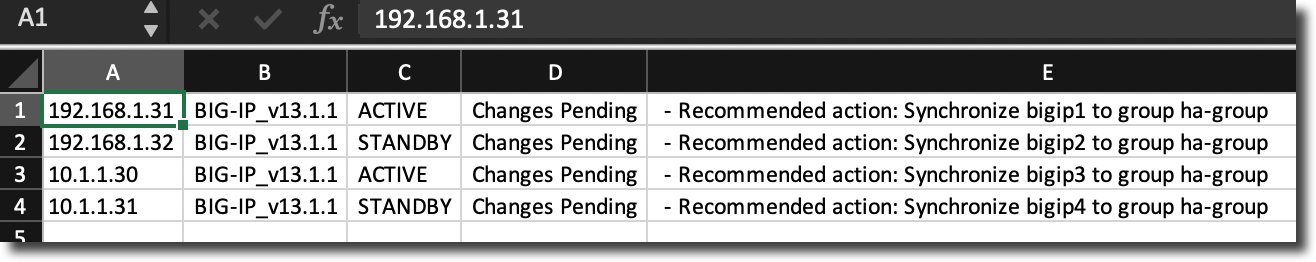 A1 fx 192.168.1.31
A B C D E
1 192.168.1.31 BIG-IP_v13.1.1 ACTIVE Changes Pending - Recommended action: Synchronize bigip1 to group ha-group
2 192.168.1.32 BIG-IP_v13.1.1 STANDBY Changes Pending - Recommended action: Synchronize bigip2 to group ha-group
3 10.1.1.30 BIG-IP_v13.1.1 ACTIVE Changes Pending - Recommended action: Synchronize bigip3 to group ha-group
4 10.1.1.31 BIG-IP_v13.1.1 STANDBY Changes Pending - Recommended action: Synchronize bigip4 to group ha-group
5